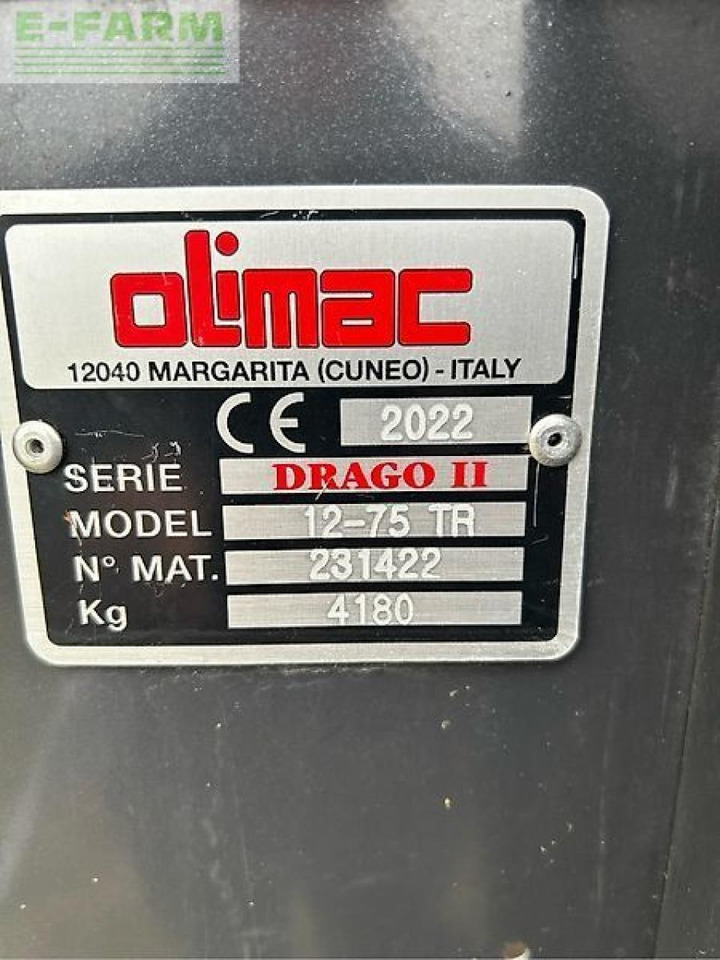 E-FARM
olimac
12040 MARGARITA (CUNEO) - ITALY
CE 2022
SERIE DRAGO II
MODEL 12-75 TR
N° MAT. 231422
Kg 4180